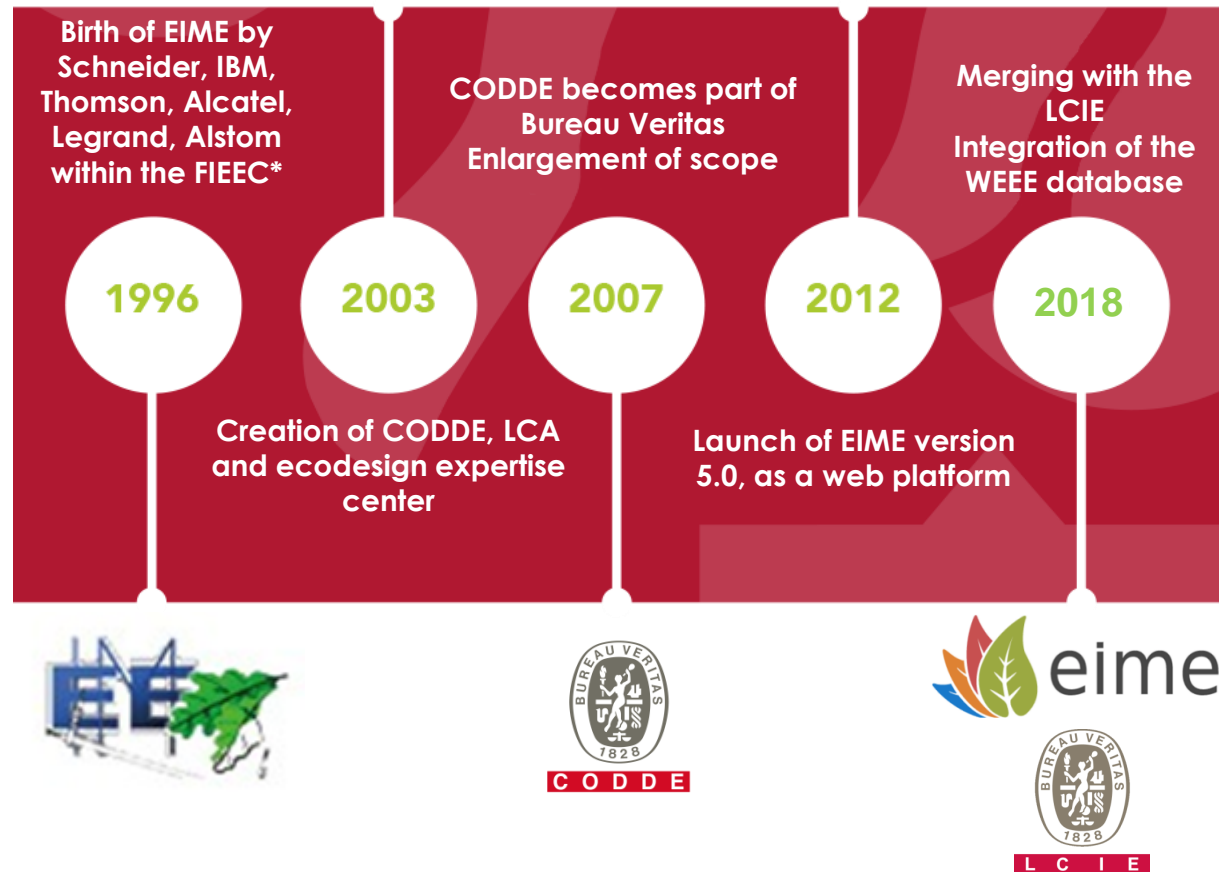 Birth of EIME by
Schneider, IBM,
Thomson, Alcatel,
Legrand, Alstom
within the FIEEC*
CODDE becomes part of
Bureau Veritas
Enlargement of scope
Merging with the
LCIE
Integration of the
WEEE database
1996
2003
2007
2012
2018
Creation of CODDE, LCA
and ecodesign expertise
center
Launch of EIME version
5.0, as a web platform
BUREAU VERITAS
1828
CODDE
eime
BUREAU VERITAS
1828
LCIE